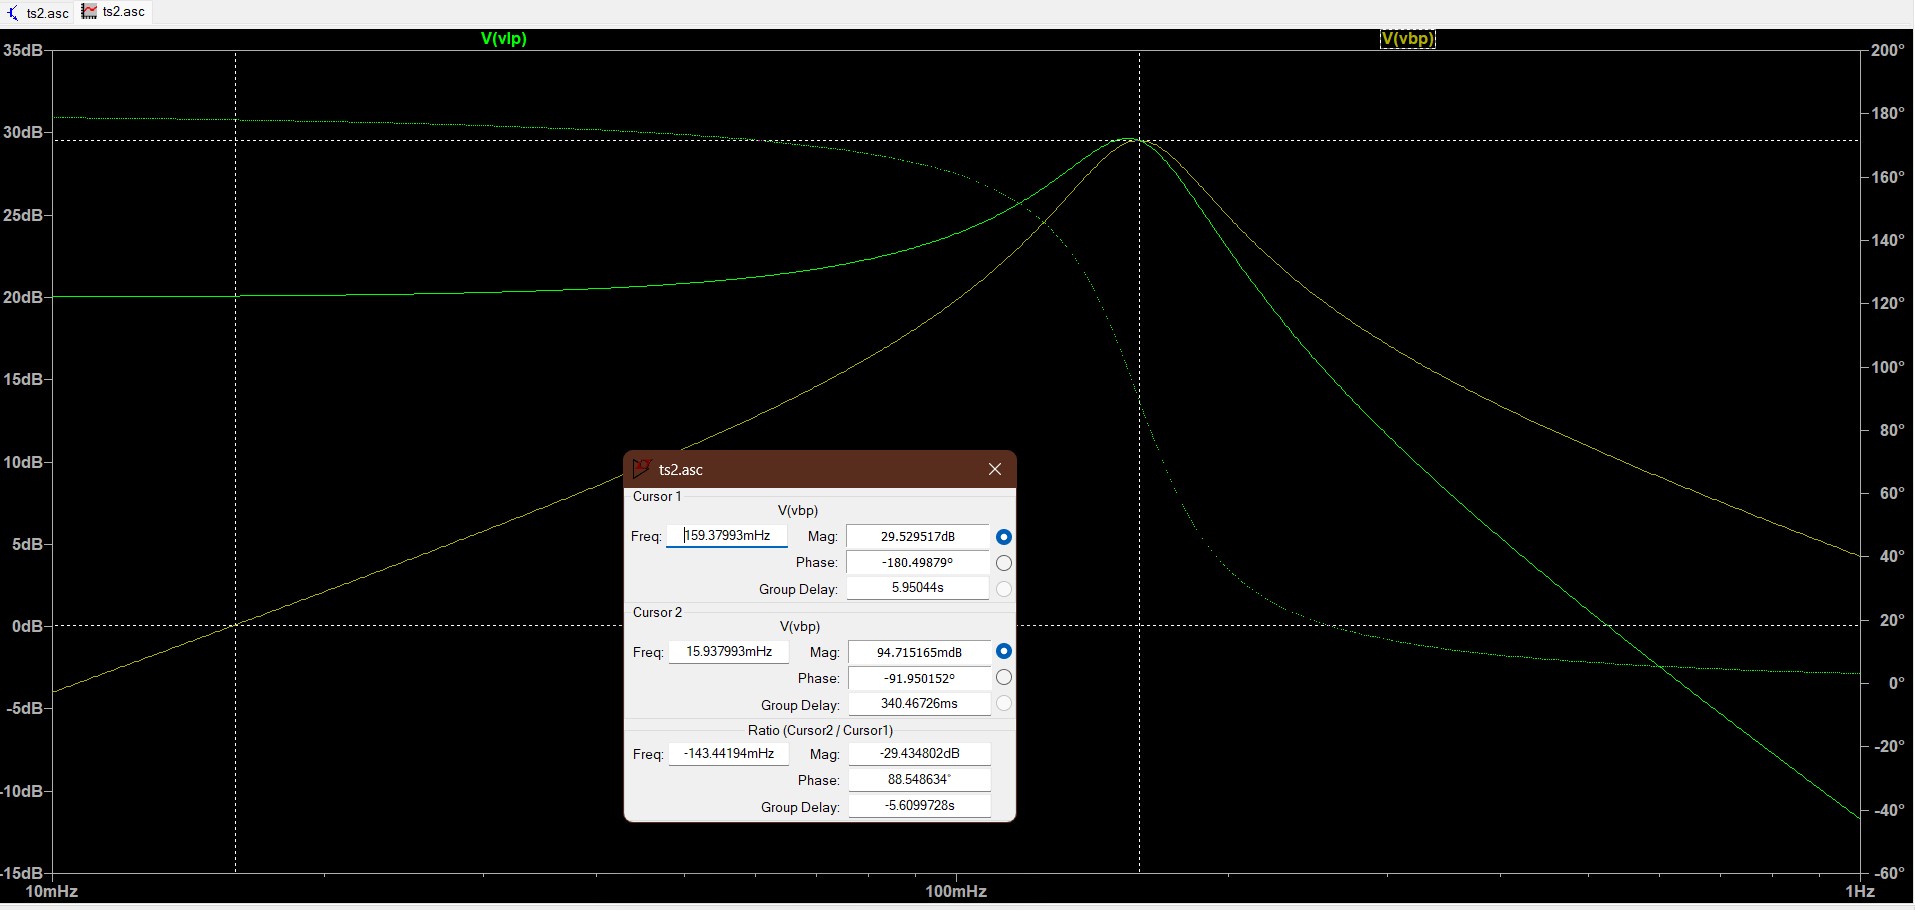 ts2.asc ts2.asc
V(vlp) V(vbp)
35dB 200°
180°
30dB
160°
25dB
140°
20dB 120°
15dB
100°
80°
10dB
60°
5dB
40°
0dB 20°
0°
-5dB
-20°
-10dB
-40°
-15dB -60°
10mHz 100mHz 1Hz
ts2.asc
Cursor 1
V(vbp)
Freq: 159.37993mHz Mag: 29.529517dB
Phase: -180.49879°
Group Delay: 5.95044s
Cursor 2
V(vbp)
Freq: 15.937993mHz Mag: 94.715165mdB
Phase: -91.950152°
Group Delay: 340.46726ms
Ratio (Cursor2 / Cursor1)
Freq: -143.44194mHz Mag: -29.434802dB
Phase: 88.548634°
Group Delay: -5.6099728s